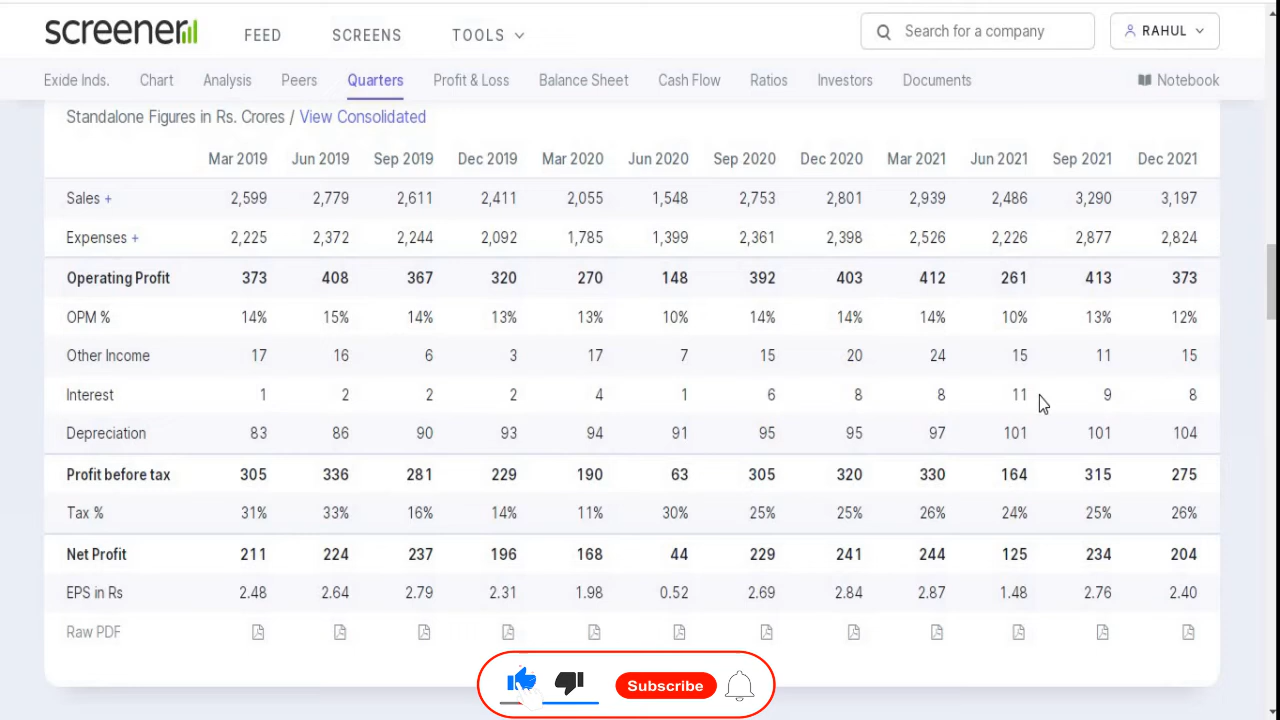 screener FEED SCREENS TOOLS Search for a company RAHUL
Exide Inds. Chart Analysis Peers Quarters Profit & Loss Balance Sheet Cash Flow Ratios Investors Documents Notebook
Standalone Figures in Rs. Crores / View Consolidated
Mar 2019 Jun 2019 Sep 2019 Dec 2019 Mar 2020 Jun 2020 Sep 2020 Dec 2020 Mar 2021 Jun 2021 Sep 2021 Dec 2021
Sales + 2,599 2,779 2,611 2,411 2,055 1,548 2,753 2,801 2,939 2,486 3,290 3,197
Expenses + 2,225 2,372 2,244 2,092 1,785 1,399 2,361 2,398 2,526 2,226 2,877 2,824
Operating Profit 373 408 367 320 270 148 392 403 412 261 413 373
OPM % 14% 15% 14% 13% 13% 10% 14% 14% 14% 10% 13% 12%
Other Income 17 16 6 3 17 7 15 20 24 15 11 15
Interest 1 2 2 2 4 1 6 8 8 11 9 8
Depreciation 83 86 90 93 94 91 95 95 97 101 101 104
Profit before tax 305 336 281 229 190 63 305 320 330 164 315 275
Tax % 31% 33% 16% 14% 11% 30% 25% 25% 26% 24% 25% 26%
Net Profit 211 224 237 196 168 44 229 241 244 125 234 204
EPS in Rs 2.48 2.64 2.79 2.31 1.98 0.52 2.69 2.84 2.87 1.48 2.76 2.40
Raw PDF
Subscribe